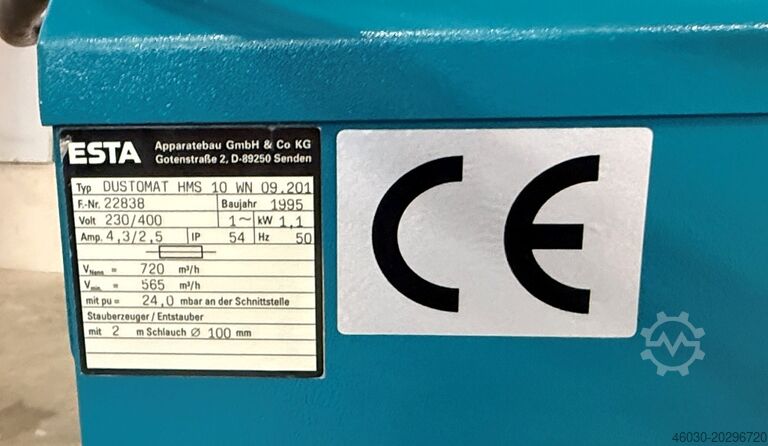 ESTA
Apparatebau GmbH & Co KG
Gotenstraße 2, D-89250 Senden
Typ DUSTOMAT HMS 10 WN 09.201
F.-Nr. 22838 Baujahr 1995
Volt 230/400 1~ kW 1,1
Amp. 4,3/2,5 IP 54 Hz 50
VNenn = 720 m³/h
Vmin. = 565 m³/h
mit pu = 24,0 mbar an der Schnittstelle
Stauberzeuger / Entstauber
mit 2 m Schlauch Ø 100 mm
CE
46030-20296720